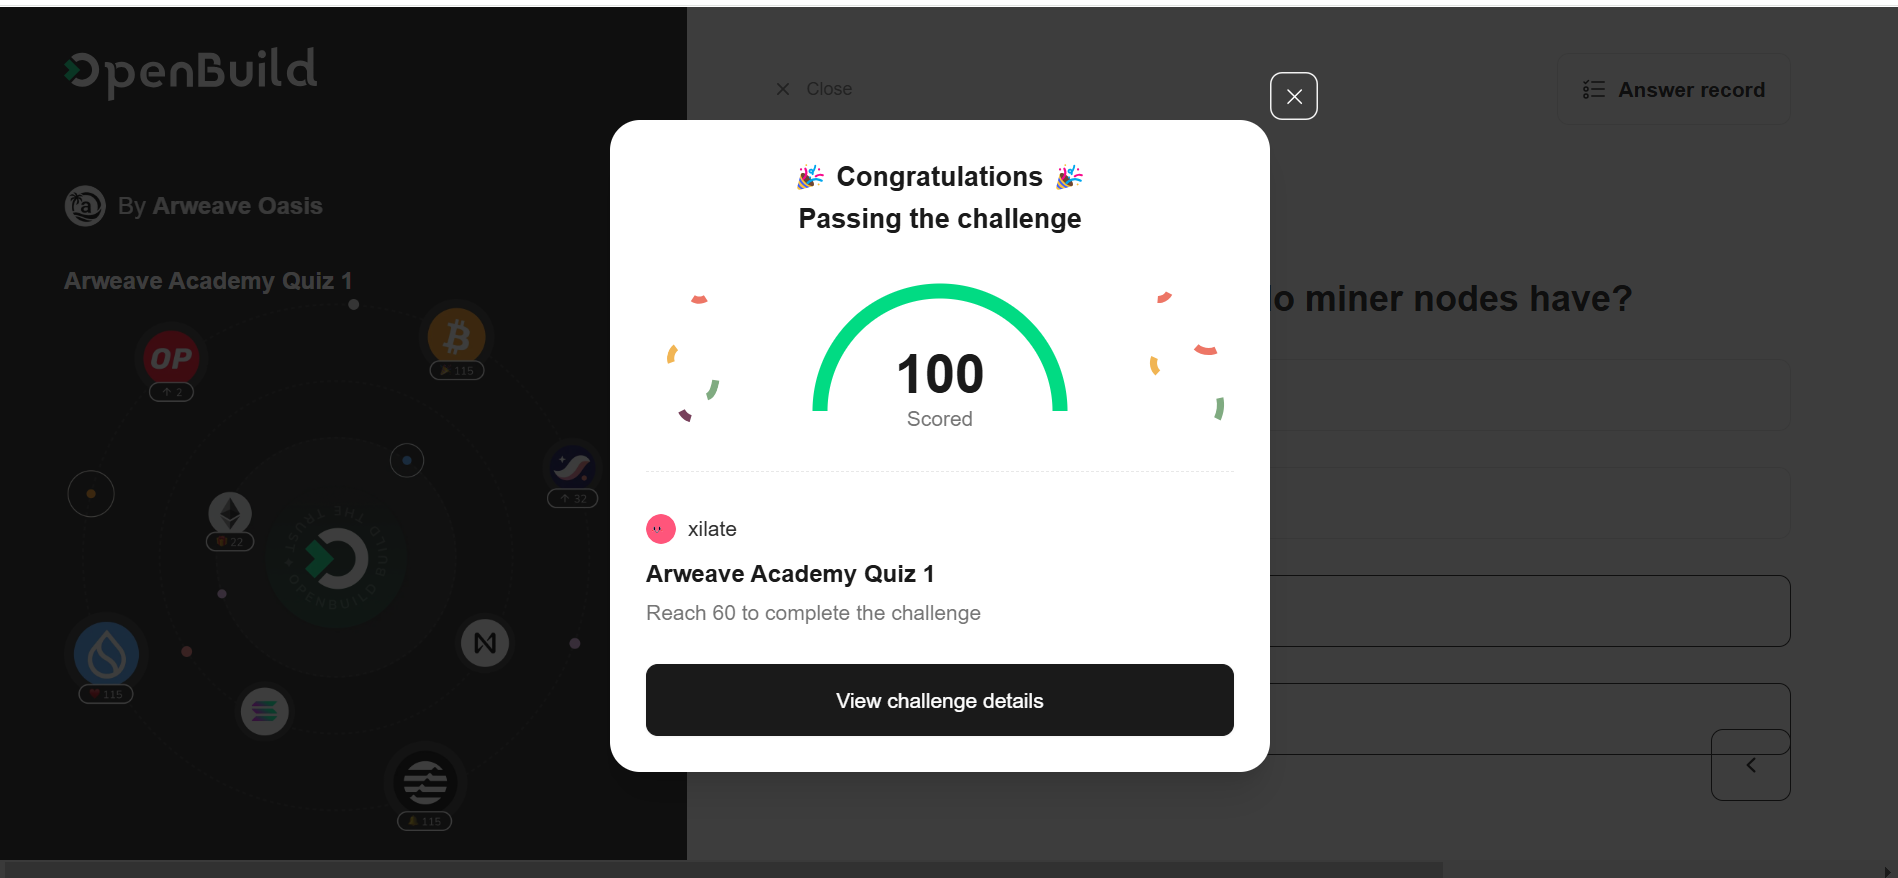 OpenBuild
By Arweave Oasis
Arweave Academy Quiz 1
OP
2
115
32
22
BUILD THE TRUST
OPENBUILD
115
115
Close
Answer record
o miner nodes have?
🎉 Congratulations 🎉
Passing the challenge
100
Scored
xilate
Arweave Academy Quiz 1
Reach 60 to complete the challenge
View challenge details